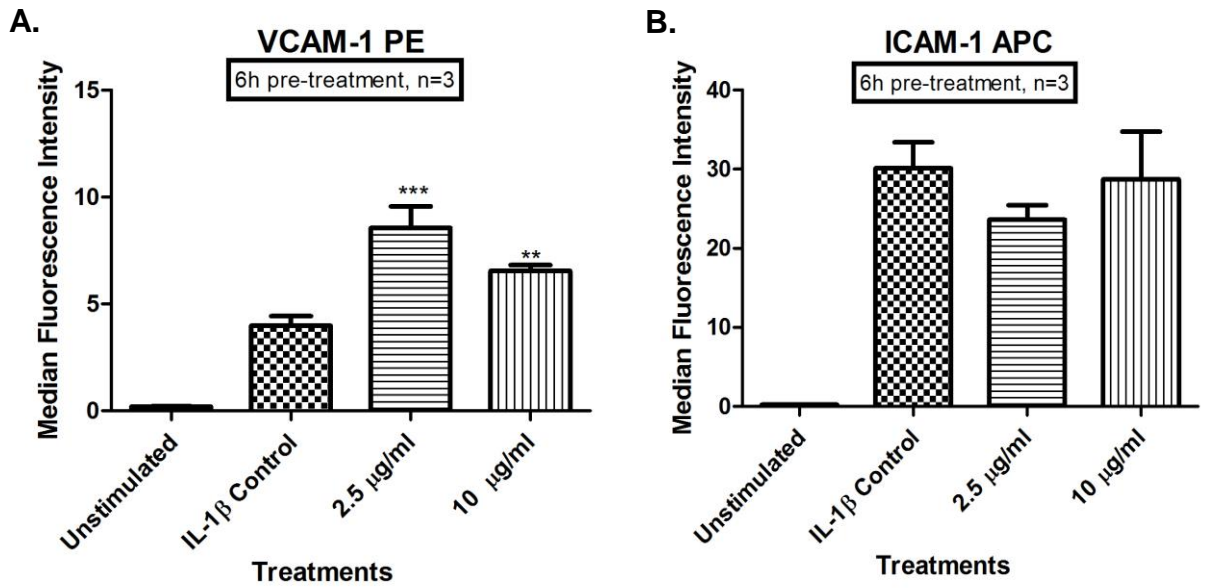 A.
VCAM-1 PE
6h pre-treatment, n=3
Median Fluorescence Intensity
15
10
5
0
***
**
Unstimulated
IL-1β Control
2.5 μg/ml
10 μg/ml
Treatments
B.
ICAM-1 APC
6h pre-treatment, n=3
Median Fluorescence Intensity
40
30
20
10
0
Unstimulated
IL-1β Control
2.5 μg/ml
10 μg/ml
Treatments